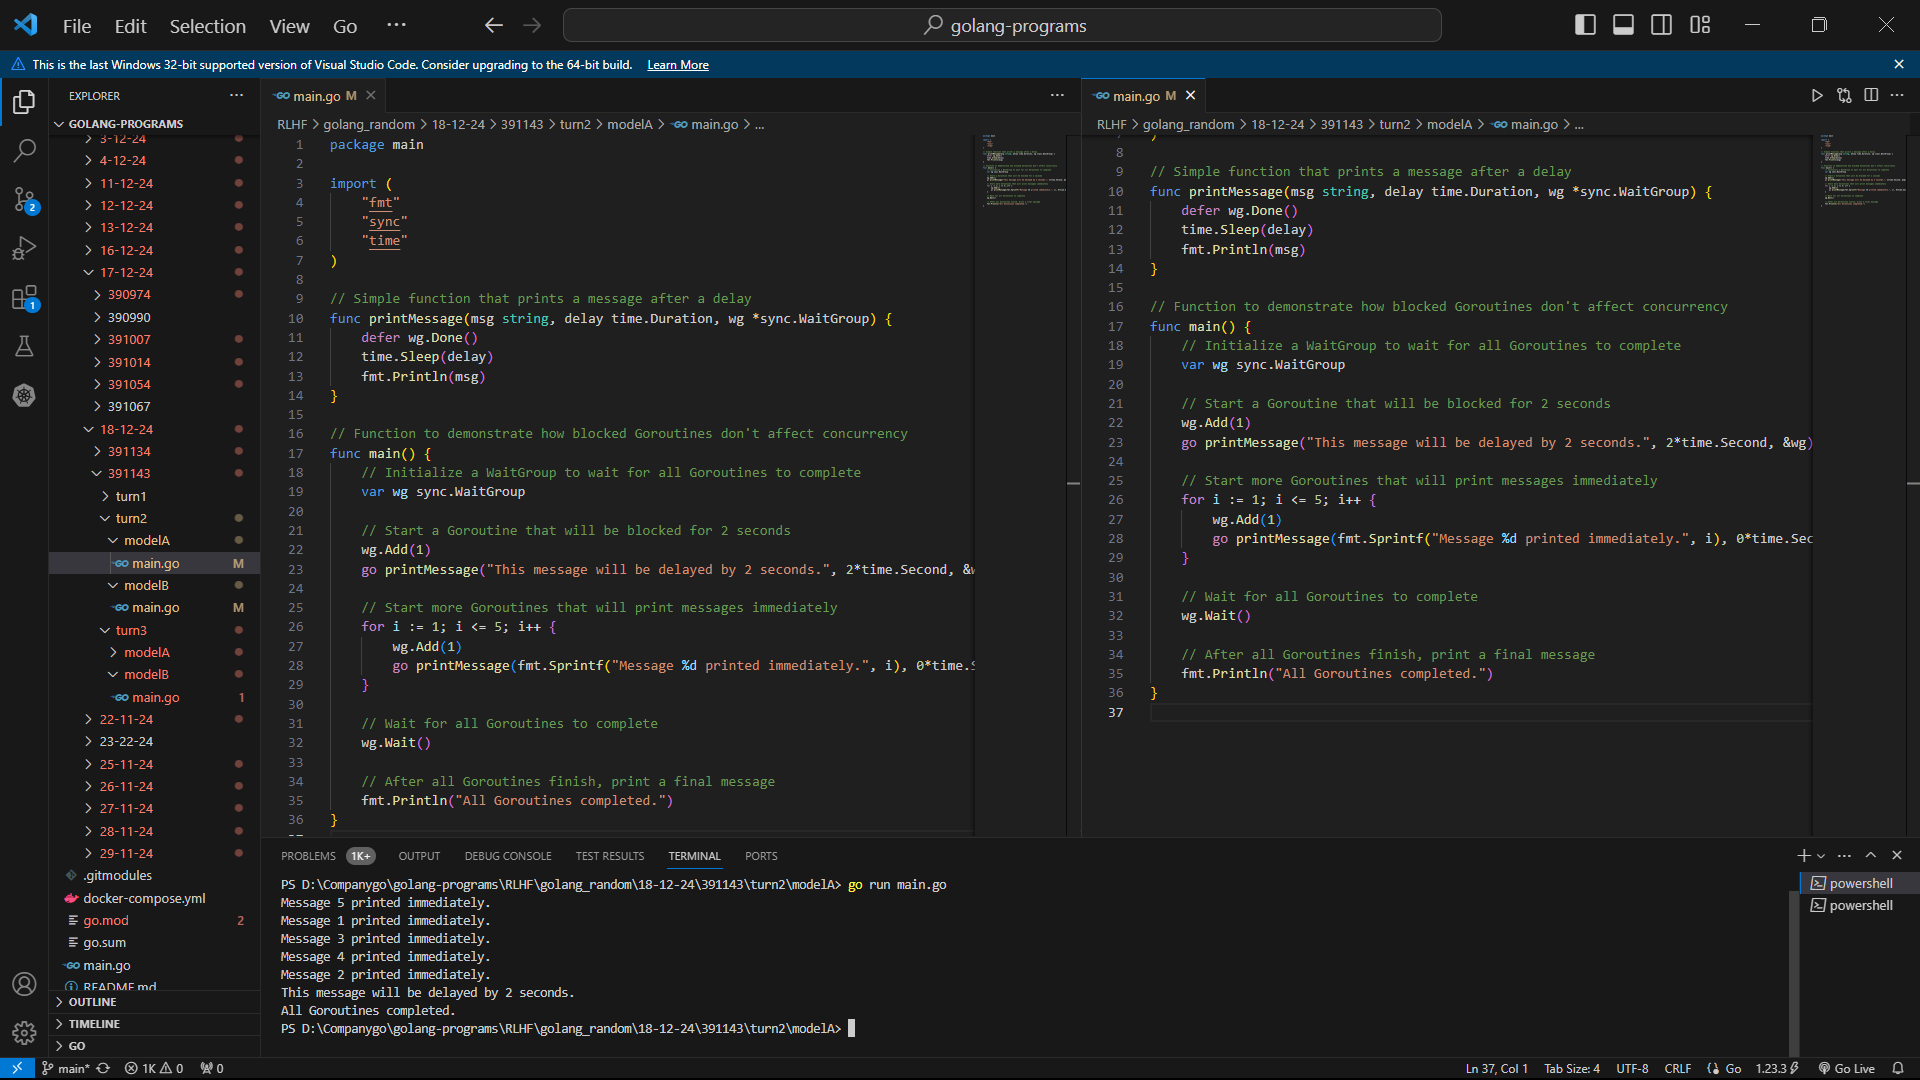 File Edit Selection View Go ··· golang-programs
This is the last Windows 32-bit supported version of Visual Studio Code. Consider upgrading to the 64-bit build. Learn More
EXPLORER
GOLANG-PROGRAMS
3-12-24
4-12-24
11-12-24
12-12-24
13-12-24
16-12-24
17-12-24
390974
390990
391007
391014
391054
391067
18-12-24
391134
391143
turn1
turn2
modelA
main.go M
modelB
main.go M
turn3
modelA
modelB
main.go 1
22-11-24
23-22-24
25-11-24
26-11-24
27-11-24
28-11-24
29-11-24
.gitmodules
docker-compose.yml
go.mod 2
go.sum
main.go
README.md
OUTLINE
TIMELINE
GO
2
1
main.go M
RLHF > golang_random > 18-12-24 > 391143 > turn2 > modelA > main.go > ...
1 package main
2
3 import (
4 "fmt"
5 "sync"
6 "time"
7 )
8
9 // Simple function that prints a message after a delay
10 func printMessage(msg string, delay time.Duration, wg *sync.WaitGroup) {
11 defer wg.Done()
12 time.Sleep(delay)
13 fmt.Println(msg)
14 }
15
16 // Function to demonstrate how blocked Goroutines don't affect concurrency
17 func main() {
18 // Initialize a WaitGroup to wait for all Goroutines to complete
19 var wg sync.WaitGroup
20
21 // Start a Goroutine that will be blocked for 2 seconds
22 wg.Add(1)
23 go printMessage("This message will be delayed by 2 seconds.", 2*time.Second, &w
24
25 // Start more Goroutines that will print messages immediately
26 for i := 1; i <= 5; i++ {
27 wg.Add(1)
28 go printMessage(fmt.Sprintf("Message %d printed immediately.", i), 0*time.S
29 }
30
31 // Wait for all Goroutines to complete
32 wg.Wait()
33
34 // After all Goroutines finish, print a final message
35 fmt.Println("All Goroutines completed.")
36 }
main.go M
RLHF > golang_random > 18-12-24 > 391143 > turn2 > modelA > main.go > ...
8
9 // Simple function that prints a message after a delay
10 func printMessage(msg string, delay time.Duration, wg *sync.WaitGroup) {
11 defer wg.Done()
12 time.Sleep(delay)
13 fmt.Println(msg)
14 }
15
16 // Function to demonstrate how blocked Goroutines don't affect concurrency
17 func main() {
18 // Initialize a WaitGroup to wait for all Goroutines to complete
19 var wg sync.WaitGroup
20
21 // Start a Goroutine that will be blocked for 2 seconds
22 wg.Add(1)
23 go printMessage("This message will be delayed by 2 seconds.", 2*time.Second, &wg)
24
25 // Start more Goroutines that will print messages immediately
26 for i := 1; i <= 5; i++ {
27 wg.Add(1)
28 go printMessage(fmt.Sprintf("Message %d printed immediately.", i), 0*time.Sec
29 }
30
31 // Wait for all Goroutines to complete
32 wg.Wait()
33
34 // After all Goroutines finish, print a final message
35 fmt.Println("All Goroutines completed.")
36 }
37
PROBLEMS 1K+ OUTPUT DEBUG CONSOLE TEST RESULTS TERMINAL PORTS
PS D:\Companygo\golang-programs\RLHF\golang_random\18-12-24\391143\turn2\modelA> go run main.go
Message 5 printed immediately.
Message 1 printed immediately.
Message 3 printed immediately.
Message 4 printed immediately.
Message 2 printed immediately.
This message will be delayed by 2 seconds.
All Goroutines completed.
PS D:\Companygo\golang-programs\RLHF\golang_random\18-12-24\391143\turn2\modelA>
powershell
powershell
main* 1K 0 0 Ln 37, Col 1 Tab Size: 4 UTF-8 CRLF Go 1.23.3 Go Live